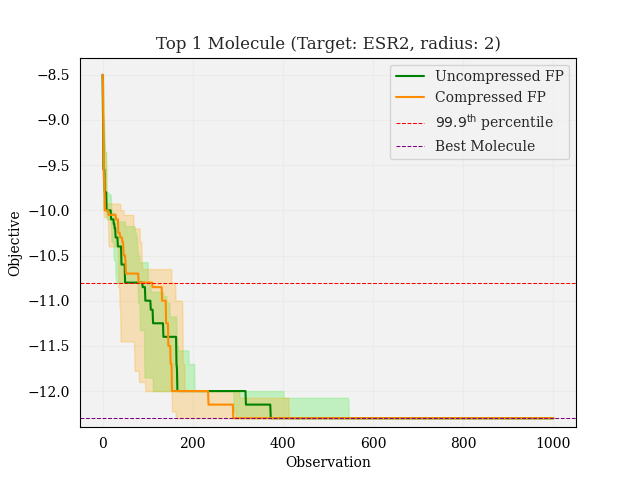 Top 1 Molecule (Target: ESR2, radius: 2)
Uncompressed FP
Compressed FP
99.9th percentile
Best Molecule
Objective
−8.5
−9.0
−9.5
−10.0
−10.5
−11.0
−11.5
−12.0
0 200 400 600 800 1000
Observation